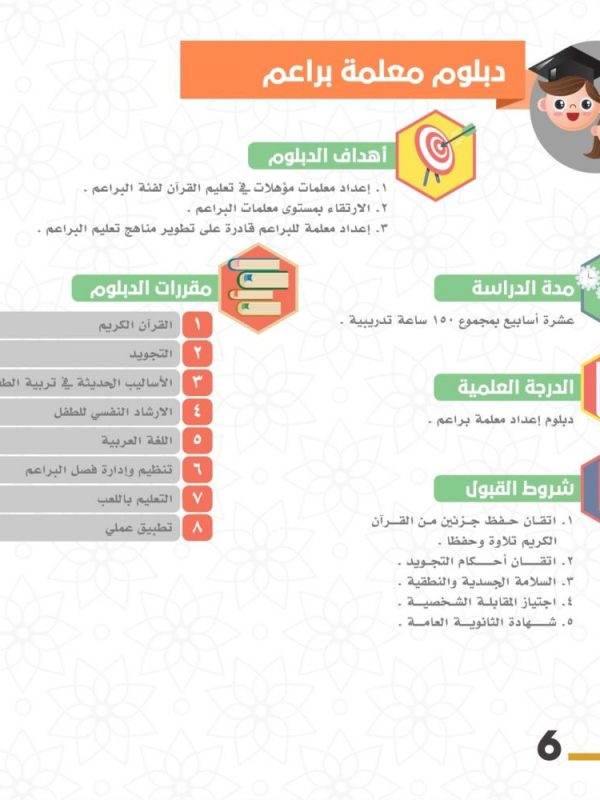 دبلوم معلمة براعم
أهداف الدبلوم
١. إعداد معلمات مؤهلات في تعليم القرآن لفئة البراعم .
٢. الارتقاء بمستوى معلمات البراعم .
٣. إعداد معلمة للبراعم قادرة على تطوير مناهج تعليم البراعم .
مدة الدراسة
عشرة أسابيع بمجموع ١٥٠ ساعة تدريبية .
الدرجة العلمية
دبلوم إعداد معلمة براعم .
شروط القبول
١. اتقان حفظ جزئين من القرآن
الكريم تلاوة وحفظا .
٢. اتقان أحكام التجويد .
٣. السلامة الجسدية والنطقية .
٤. اجتياز المقابلة الشخصية .
٥. شهادة الثانوية العامة .
مقررات الدبلوم
١ القرآن الكريم
٢ التجويد
٣ الأساليب الحديثة في تربية
٤ الارشاد النفسي للطفل
٥ اللغة العربية
٦ تنظيم وإدارة فصل البراعم
٧ التعليم باللعب
٨ تطبيق عملي
6